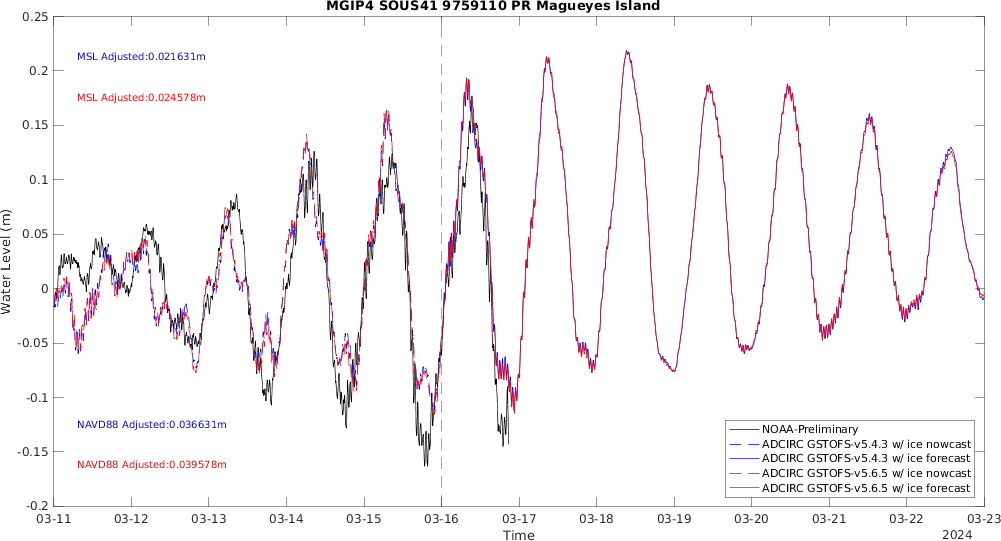 MGIP4 SOUS41 9759110 PR Magueyes Island
0.25
0.2
0.15
0.1
0.05
0
-0.05
-0.1
-0.15
-0.2
Water Level (m)
MSL Adjusted:0.021631m
MSL Adjusted:0.024578m
NAVD88 Adjusted:0.036631m
NAVD88 Adjusted:0.039578m
NOAA-Preliminary
ADCIRC GSTOFS-v5.4.3 w/ ice nowcast
ADCIRC GSTOFS-v5.4.3 w/ ice forecast
ADCIRC GSTOFS-v5.6.5 w/ ice nowcast
ADCIRC GSTOFS-v5.6.5 w/ ice forecast
03-11 03-12 03-13 03-14 03-15 03-16 03-17 03-18 03-19 03-20 03-21 03-22 03-23
Time
2024